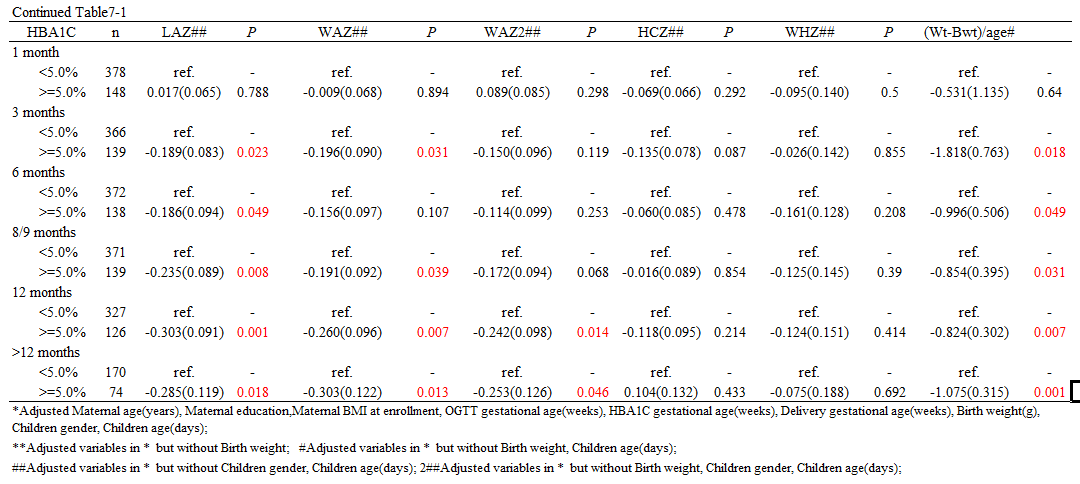 Continued Table7-1
HBA1C n LAZ## P WAZ## P WAZ2## P HCZ## WHZ## P (Wt-Bwt)/age#
1 month
<5.0% 378 ref. - ref. - ref. - ref. - ref. - ref. -
>=5.0% 148 0.017(0.065) 0.788 -0.009(0.068) 0.894 0.089(0.085) 0.298 -0.069(0.066) 0.292 -0.095(0.140) 0.5 -0.531(1.135) 0.64
3 months
<5.0% 366 ref. - ref. - ref. - ref. - ref. - ref. -
>=5.0% 139 -0.189(0.083) 0.023 -0.196(0.090) 0.031 -0.150(0.096) 0.119 -0.135(0.078) 0.087 -0.026(0.142) 0.855 -1.818(0.763) 0.018
6 months
<5.0% 372 ref. - ref. - ref. - ref. - ref. - ref. -
>=5.0% 138 -0.186(0.094) 0.049 -0.156(0.097) 0.107 -0.114(0.099) 0.253 -0.060(0.085) 0.478 -0.161(0.128) 0.208 -0.996(0.506) 0.049
8/9 months
<5.0% 371 ref. - ref. - ref. - ref. - ref. - ref. -
>=5.0% 139 -0.235(0.089) 0.008 -0.191(0.092) 0.039 -0.172(0.094) 0.068 -0.016(0.089) 0.854 -0.125(0.145) 0.39 -0.854(0.395) 0.031
12 months
<5.0% 327 ref. - ref. - ref. - ref. - ref. - ref. -
>=5.0% 126 -0.303(0.091) 0.001 -0.260(0.096) 0.007 -0.242(0.098) 0.014 -0.118(0.095) 0.214 -0.124(0.151) 0.414 -0.824(0.302) 0.007
>12 months
<5.0% 170 ref. - ref. - ref. - ref. - ref. - ref. -
>=5.0% 74 -0.285(0.119) 0.018 -0.303(0.122) 0.013 -0.253(0.126) 0.046 0.104(0.132) 0.433 -0.075(0.188) 0.692 -1.075(0.315) 0.001
*Adjusted Maternal age(years), Maternal education,Maternal BMI at enrollment, OGTT gestational age(weeks), HBA1C gestational age(weeks), Delivery gestational age(weeks), Birth weight(g),
Children gender, Children age(days);
**Adjusted variables in * but without Birth weight; #Adjusted variables in * but without Birth weight, Children age(days);
##Adjusted variables in * but without Children gender, Children age(days); 2##Adjusted variables in * but without Birth weight, Children gender, Children age(days);